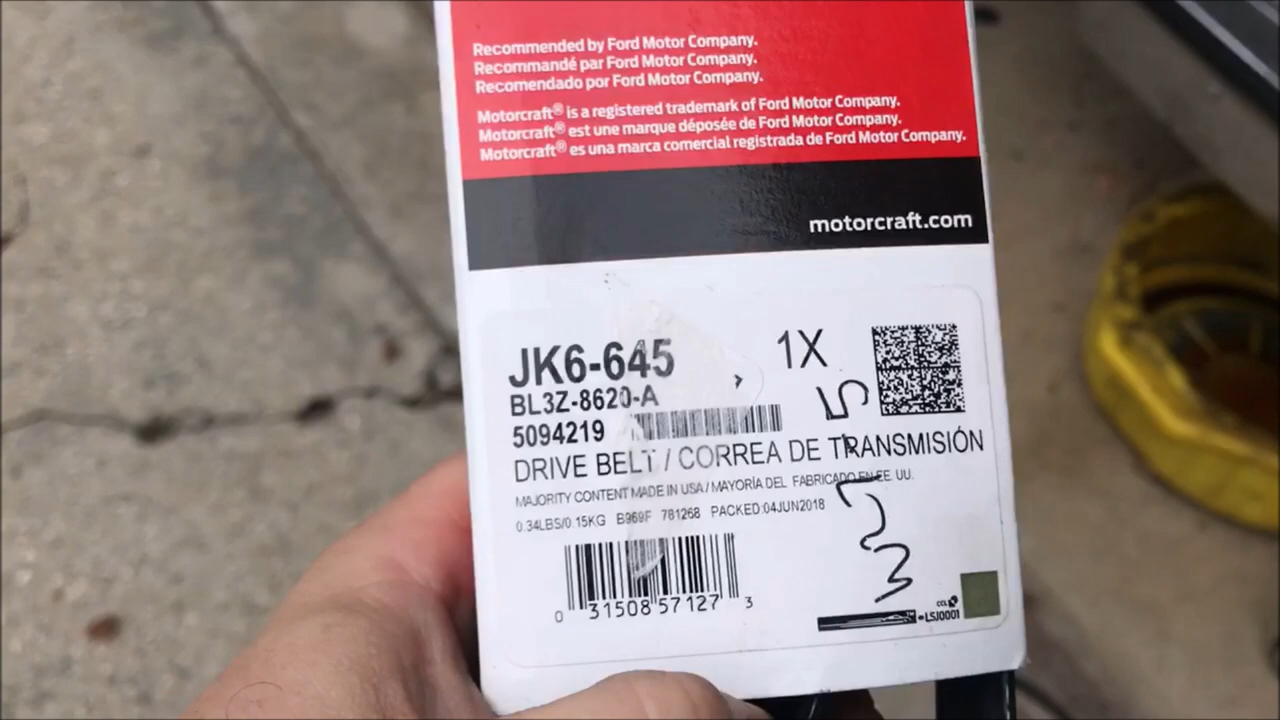 Recommended by Ford Motor Company.
Recommandé par Ford Motor Company.
Recomendado por Ford Motor Company.
Motorcraft® is a registered trademark of Ford Motor Company.
Motorcraft® est une marque déposée de Ford Motor Company.
Motorcraft® es una marca comercial registrada de Ford Motor Company.
motorcraft.com
JK6-645 1X
BL3Z-8620-A
5094219
DRIVE BELT / CORREA DE TRANSMISIÓN
MAJORITY CONTENT MADE IN USA / MAYORÍA DEL FABRICADO EN EE. UU.
0.34LBS/0.15KG B969F 781268 PACKED:04JUN2018
0 31508 57127 3
CCL
LSJ0001